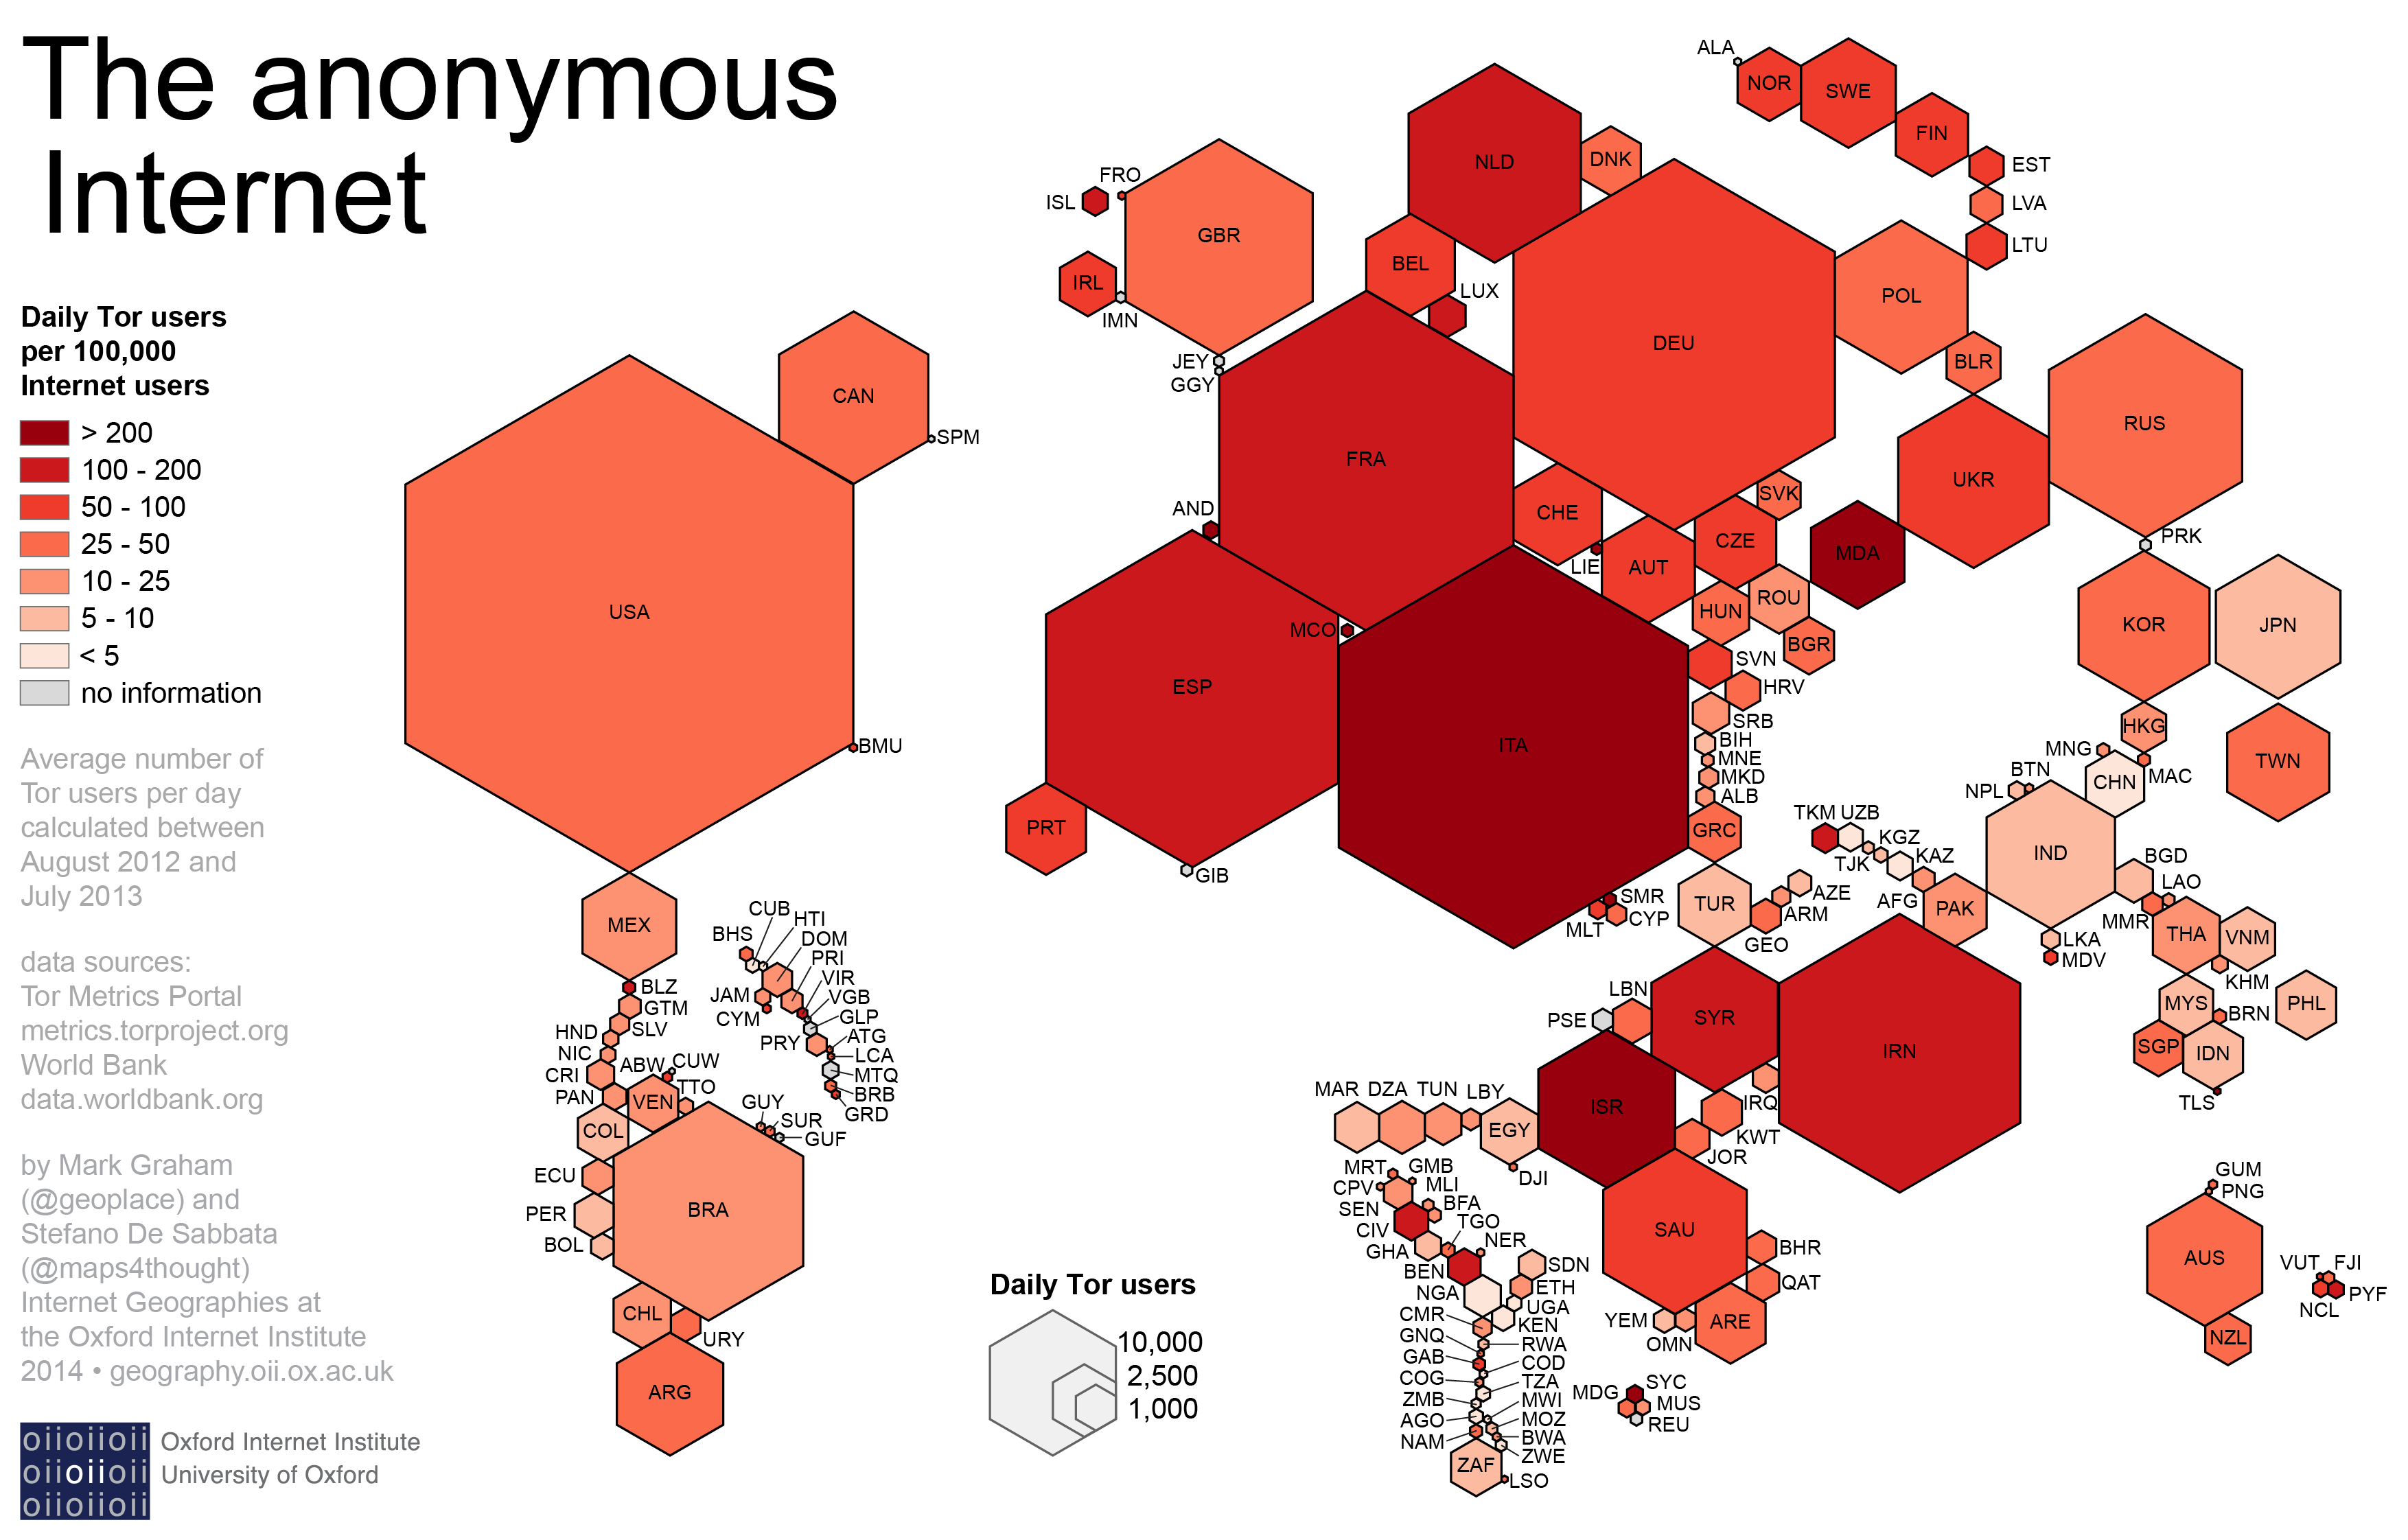 The anonymous
Internet
Daily Tor users
per 100,000
Internet users
> 200
100 - 200
50 - 100
25 - 50
10 - 25
5 - 10
< 5
no information
Average number of
Tor users per day
calculated between
August 2012 and
July 2013
data sources:
Tor Metrics Portal
metrics.torproject.org
World Bank
data.worldbank.org
by Mark Graham
(@geoplace) and
Stefano De Sabbata
(@maps4thought)
Internet Geographies at
the Oxford Internet Institute
2014 • geography.oii.ox.ac.uk
oiioiioii
oiioiioii
oiioiioii
Oxford Internet Institute
University of Oxford
CAN
SPM
USA
BMU
MEX
BLZ
GTM
SLV
HND
NIC
CRI
PAN
ABW
CUW
VEN
TTO
COL
ECU
PER
BOL
BRA
GUY
SUR
GUF
CHL
URY
ARG
CUB
HTI
BHS
DOM
PRI
VIR
JAM
VGB
CYM
GLP
PRY
ATG
LCA
MTQ
BRB
GRD
Daily Tor users
10,000
2,500
1,000
ALA
NOR
SWE
FIN
EST
LVA
LTU
NLD
DNK
FRO
ISL
GBR
IRL
IMN
BEL
LUX
JEY
GGY
DEU
POL
BLR
RUS
UKR
FRA
AND
CHE
LIE
AUT
CZE
SVK
MDA
HUN
ROU
BGR
MCO
ESP
ITA
SVN
HRV
SRB
BIH
MNE
MKD
ALB
GRC
PRT
GIB
SMR
MLT
CYP
TUR
AZE
ARM
GEO
PRK
KOR
JPN
HKG
MNG
MAC
CHN
TWN
BTN
NPL
IND
TKM
UZB
KGZ
TJK
KAZ
AFG
PAK
BGD
LAO
MMR
LKA
MDV
THA
VNM
KHM
MYS
BRN
PHL
SGP
IDN
TLS
LBN
PSE
SYR
IRN
ISR
IRQ
KWT
JOR
MAR
DZA
TUN
LBY
EGY
DJI
SAU
BHR
QAT
ARE
YEM
OMN
MRT
GMB
CPV
MLI
SEN
BFA
CIV
TGO
GHA
NER
BEN
SDN
NGA
ETH
UGA
CMR
KEN
GNQ
RWA
GAB
COD
COG
TZA
ZMB
MWI
AGO
MOZ
NAM
BWA
ZWE
ZAF
LSO
MDG
SYC
MUS
REU
GUM
PNG
AUS
NZL
VUT
FJI
PYF
NCL